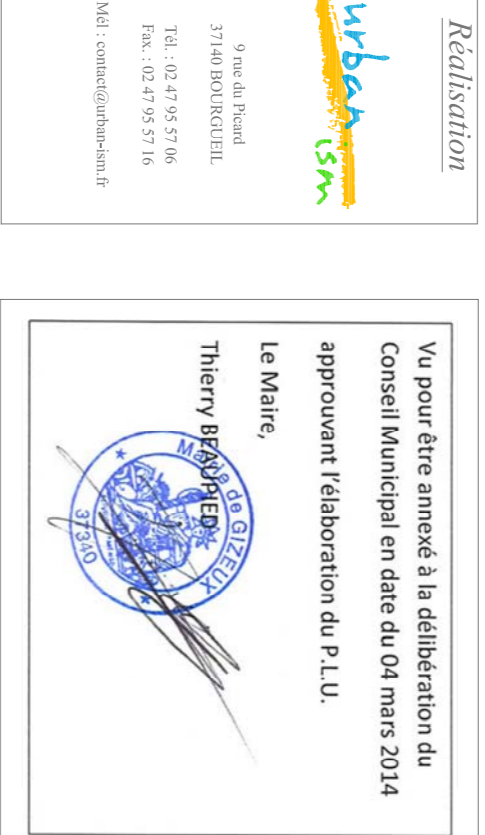 Réalisation
urban.ism
9 rue du Picard
37140 BOURGUEIL
Tél. : 02 47 95 57 06
Fax. : 02 47 95 57 16
Mél : contact@urban-ism.fr
Vu pour être annexé à la délibération du
Conseil Municipal en date du 04 mars 2014
approuvant l'élaboration du P.L.U.
Le Maire,
Thierry BEAUPIED
Mairie de GIZEUX
37340